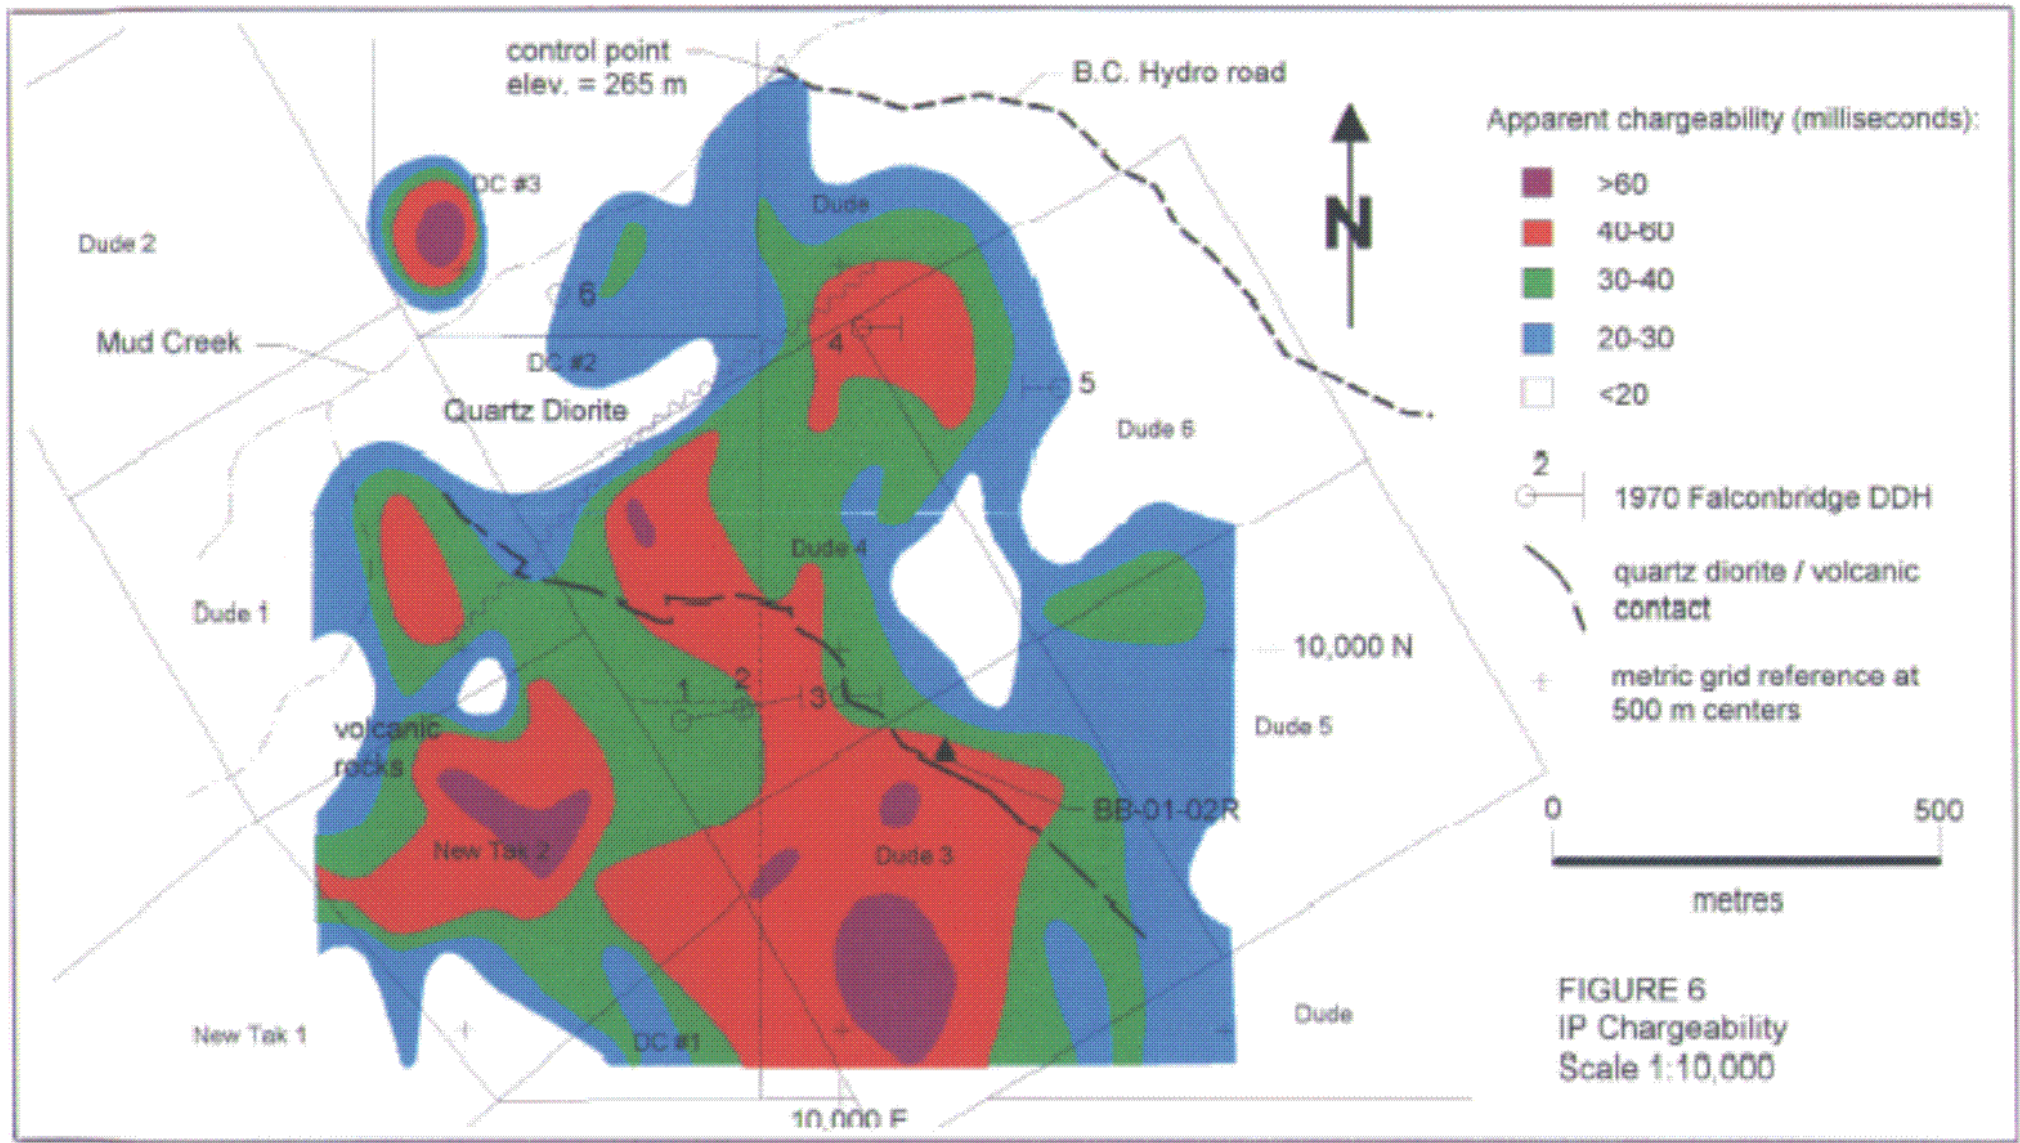 control point
elev. = 265 m
B.C. Hydro road
Apparent chargeability (milliseconds):
>60
40-60
30-40
20-30
<20
N
DC #3
Dude
Dude 2
6
Mud Creek
4
DC #2
5
Quartz Diorite
Dude 6
2
1970 Falconbridge DDH
Dude 4
quartz diorite / volcanic
contact
Dude 1
10,000 N
metric grid reference at
500 m centers
1
2
3
volcanic
rocks
Dude 5
BB-01-02R
0
500
metres
New Tak 2
Dude 3
FIGURE 6
IP Chargeability
Scale 1:10,000
New Tak 1
DC #1
Dude
10,000 E